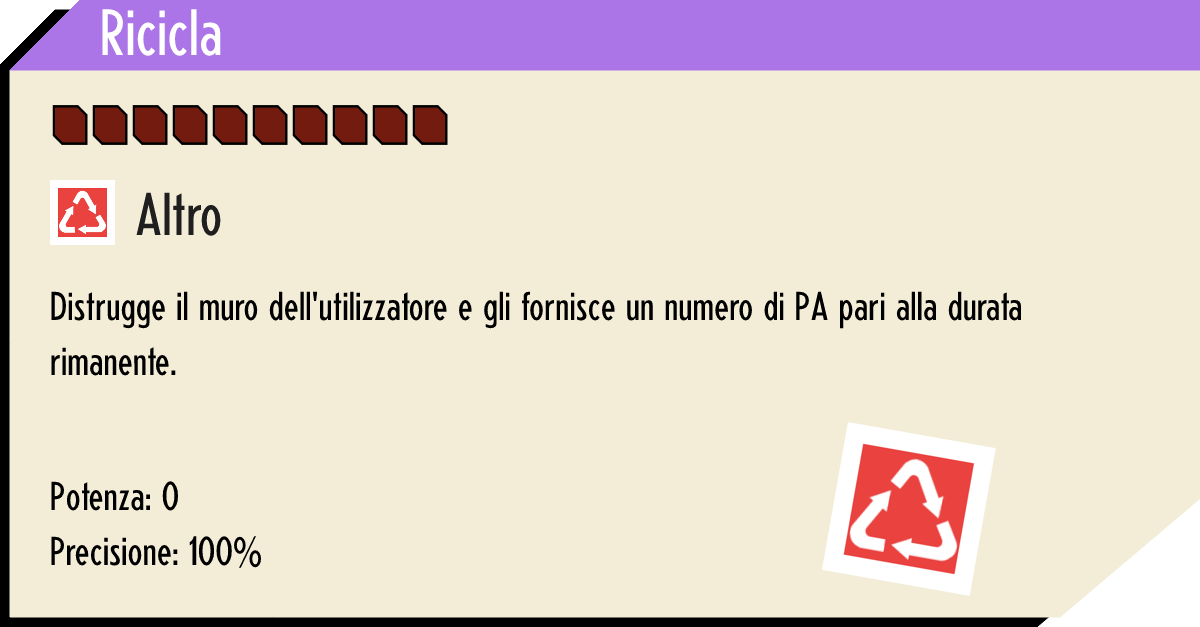 Ricicla
Altro
Distrugge il muro dell'utilizzatore e gli fornisce un numero di PA pari alla durata
rimanente.
Potenza: 0
Precisione: 100%